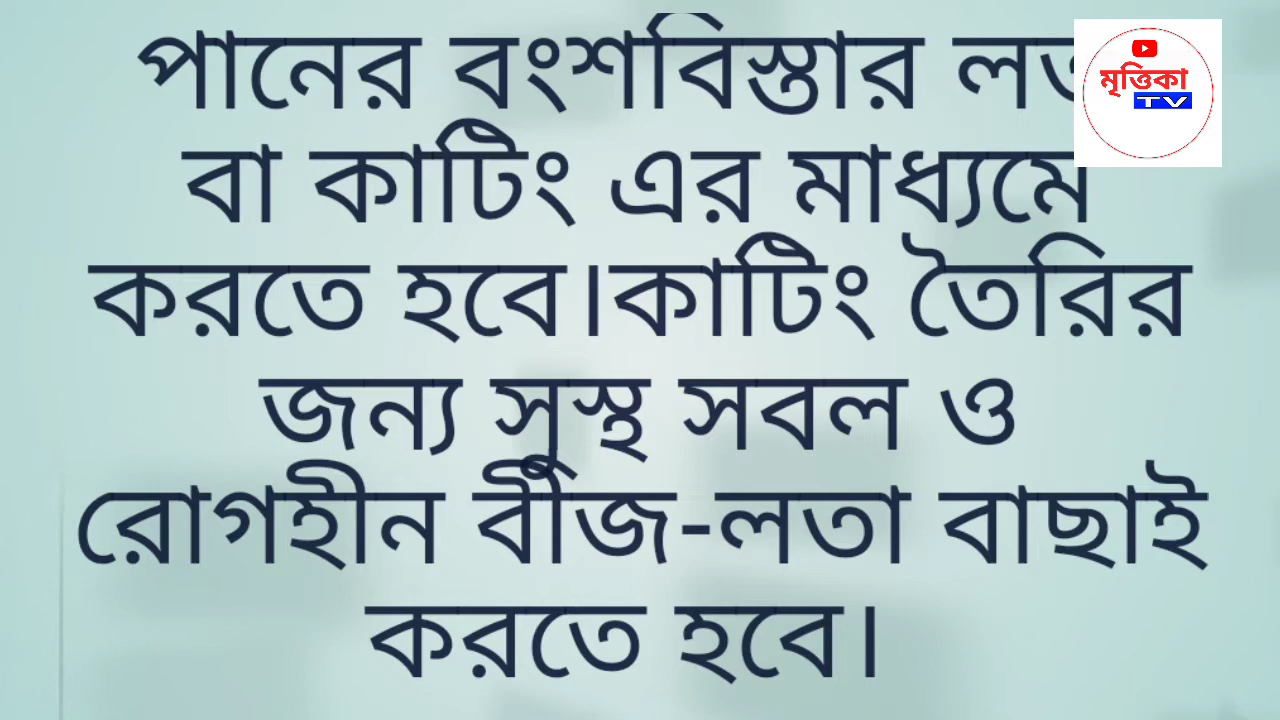 পানের বংশবিস্তার
বা কাটিং এর মাধ্যমে
করতে হবে।কাটিং তৈরির
জন্য সুস্থ সবল ও
রোগহীন বীজ-লতা বাছাই
করতে হবে।
মৃত্তিকা
TV